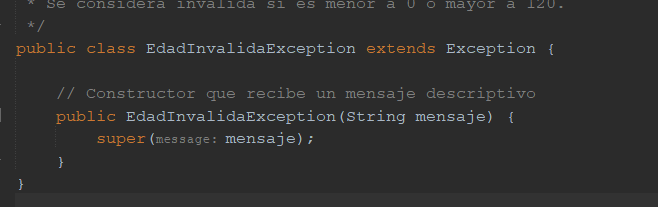 * Se considera inválida si es menor a 0 o mayor a 120.
*/
public class EdadInvalidaException extends Exception {
// Constructor que recibe un mensaje descriptivo
public EdadInvalidaException(String mensaje) {
super(message: mensaje);
}
}